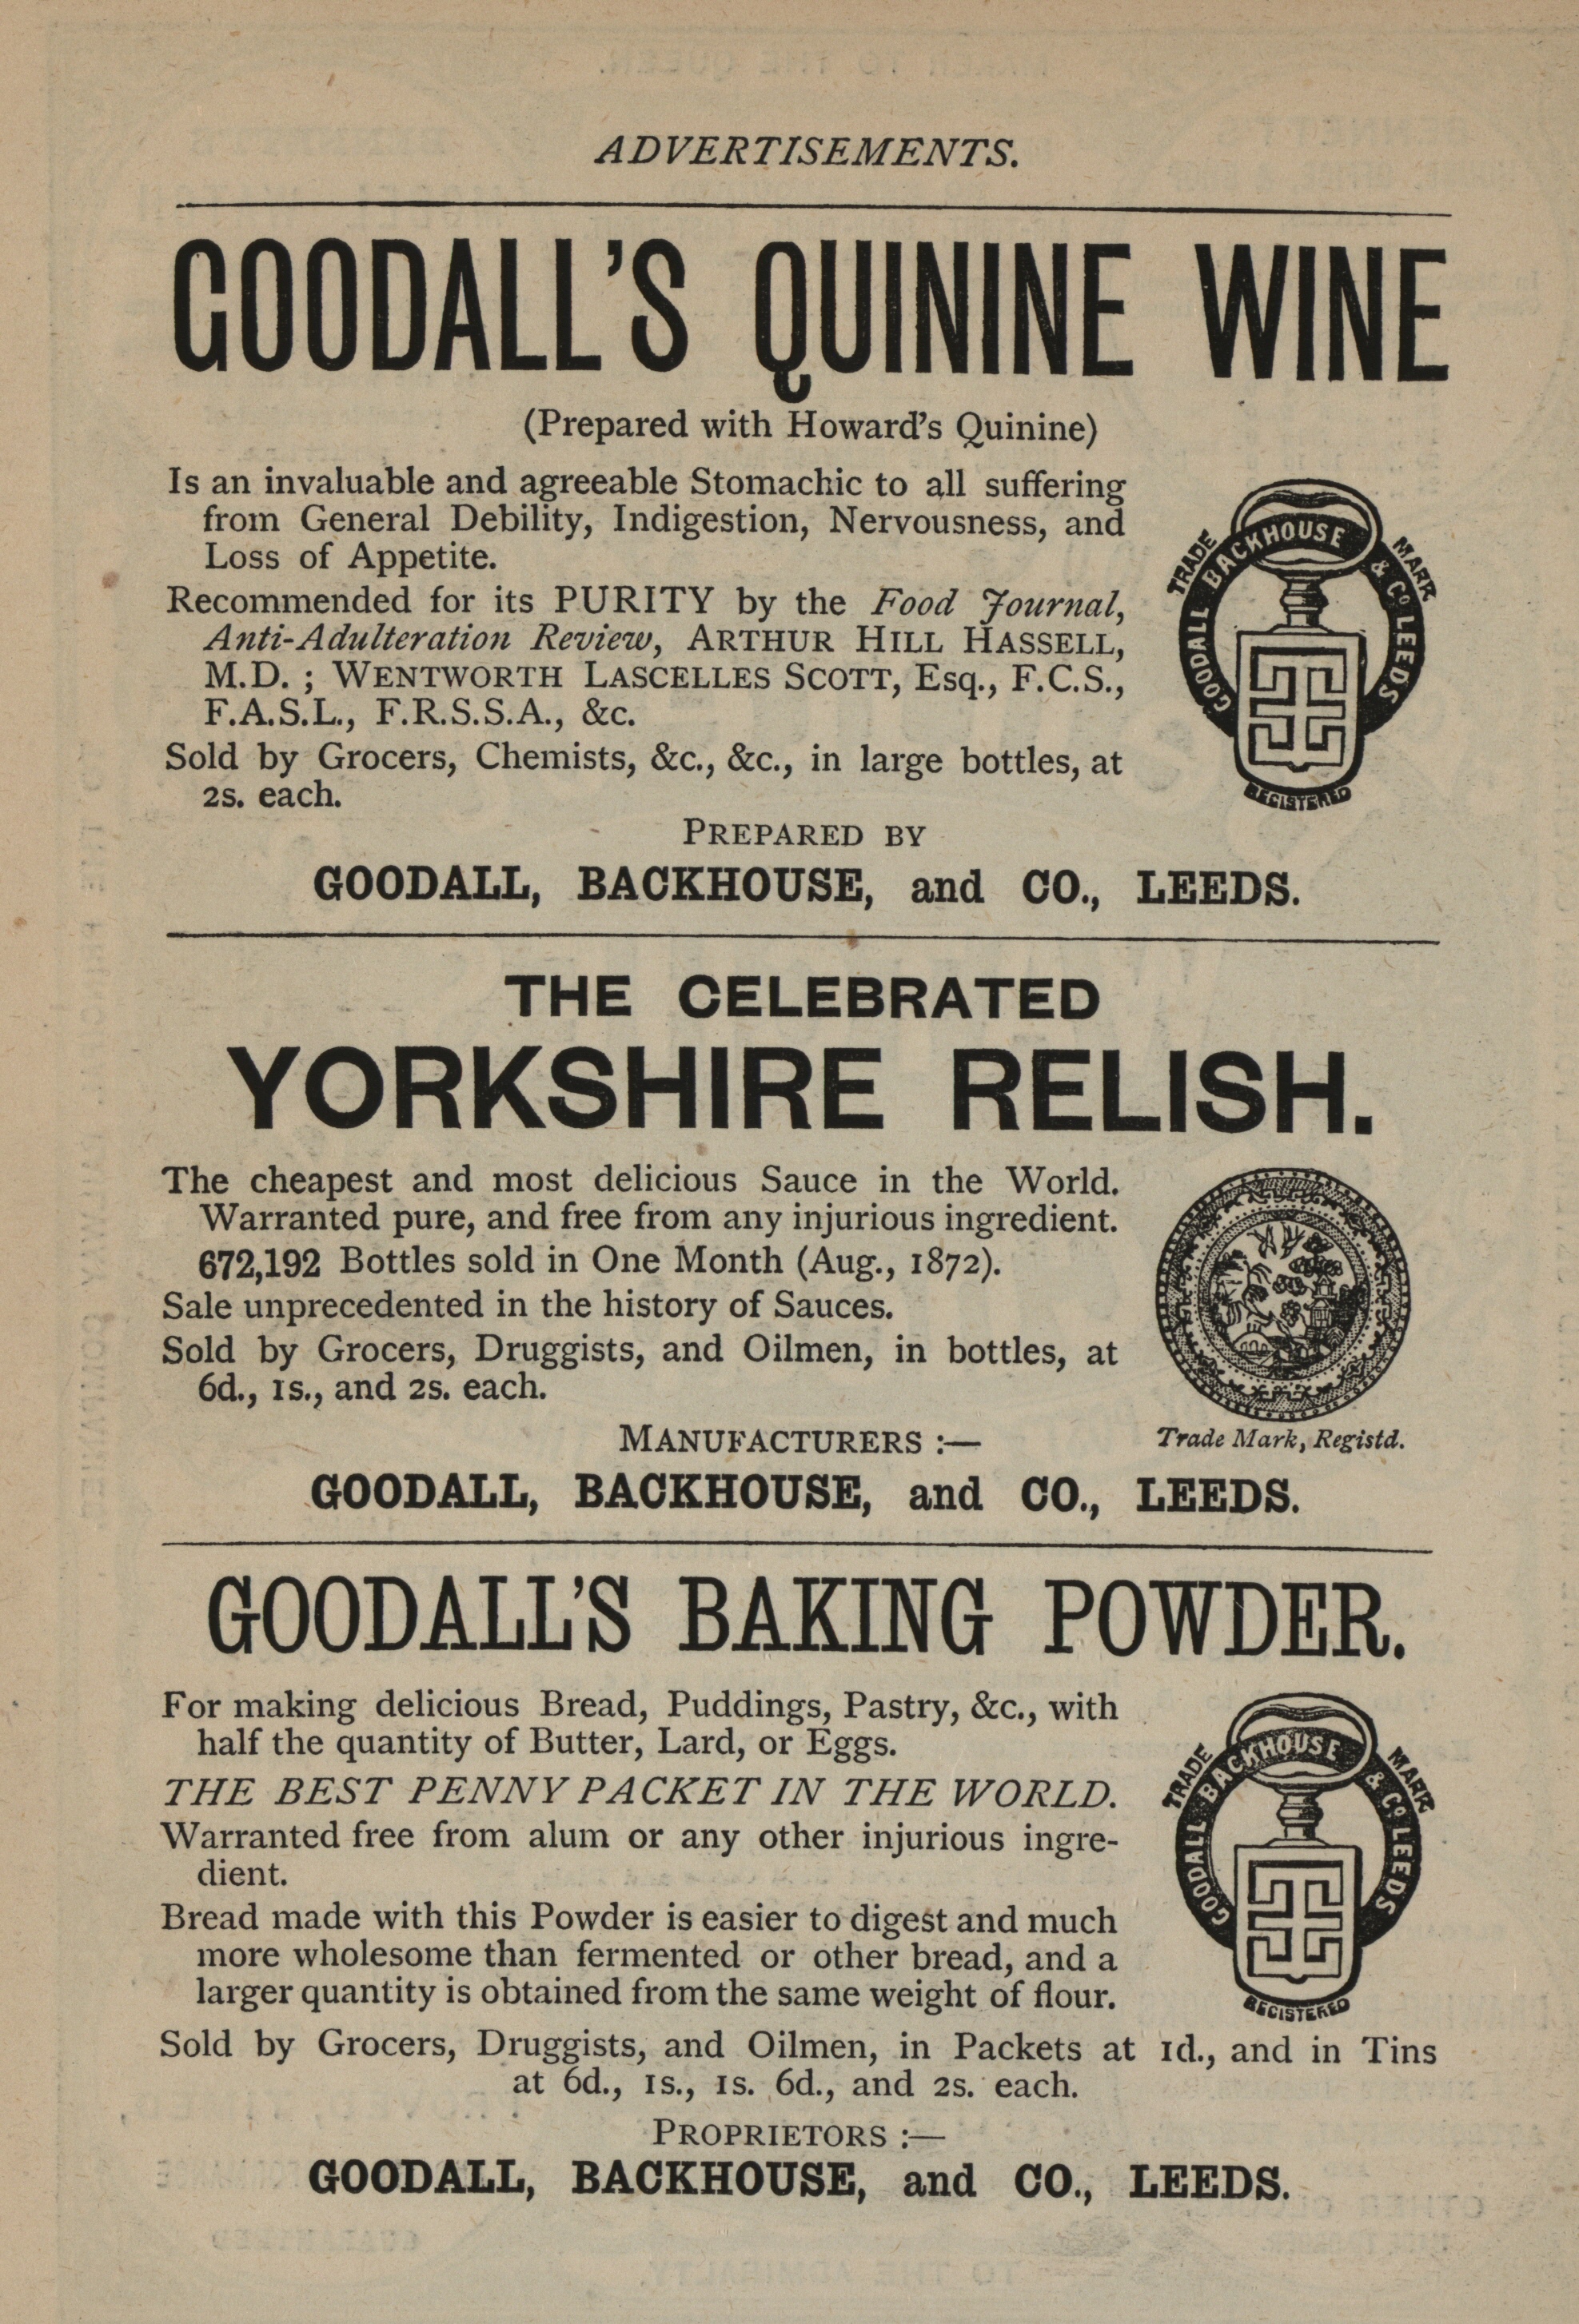 ADVERTISEMENTS.
GOODALL'S QUININE WINE
(Prepared with Howard's Quinine)
Is an invaluable and agreeable Stomachic to all suffering
from General Debility, Indigestion, Nervousness, and
Loss of Appetite.
Recommended for its PURITY by the Food Journal,
Anti-Adulteration Review, ARTHUR HILL HASSELL,
M.D. ; WENTWORTH LASCELLES SCOTT, Esq., F.C.S.,
F.A.S.L., F.R.S.S.A., &c.
Sold by Grocers, Chemists, &c., &c., in large bottles, at
2s. each.
TRADE MARK
GOODALL BACKHOUSE & Co LEEDS
REGISTERED
PREPARED BY
GOODALL, BACKHOUSE, and CO., LEEDS.
THE CELEBRATED
YORKSHIRE RELISH.
The cheapest and most delicious Sauce in the World.
Warranted pure, and free from any injurious ingredient.
672,192 Bottles sold in One Month (Aug., 1872).
Sale unprecedented in the history of Sauces.
Sold by Grocers, Druggists, and Oilmen, in bottles, at
6d., 1s., and 2s. each.
Trade Mark, Registd.
MANUFACTURERS :—
GOODALL, BACKHOUSE, and CO., LEEDS.
GOODALL'S BAKING POWDER.
For making delicious Bread, Puddings, Pastry, &c., with
half the quantity of Butter, Lard, or Eggs.
THE BEST PENNY PACKET IN THE WORLD.
Warranted free from alum or any other injurious ingre-
dient.
Bread made with this Powder is easier to digest and much
more wholesome than fermented or other bread, and a
larger quantity is obtained from the same weight of flour.
TRADE MARK
GOODALL BACKHOUSE & Co LEEDS
REGISTERED
Sold by Grocers, Druggists, and Oilmen, in Packets at 1d., and in Tins
at 6d., 1s., 1s. 6d., and 2s. each.
PROPRIETORS :—
GOODALL, BACKHOUSE, and CO., LEEDS.